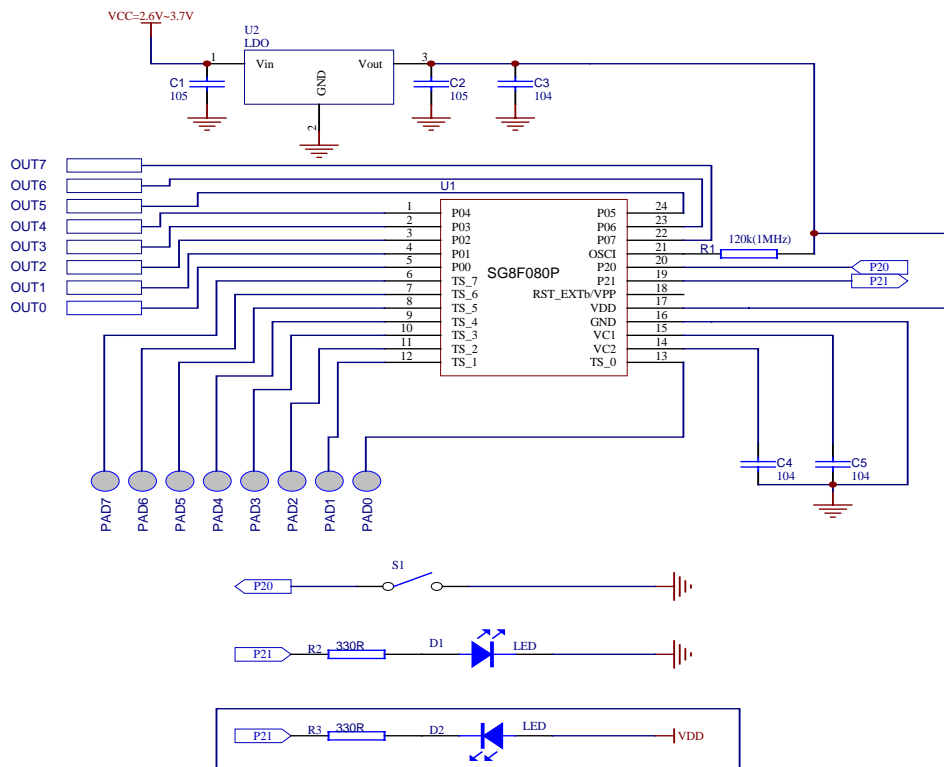 VCC=2.6V~3.7V
U2
LDO
1 Vin Vout 3
GND
2
C1
105
C2
105
C3
104
OUT7
OUT6
OUT5
OUT4
OUT3
OUT2
OUT1
OUT0
U1
SG8F080P
1 P04
2 P03
3 P02
4 P01
5 P00
6 TS_7
7 TS_6
8 TS_5
9 TS_4
10 TS_3
11 TS_2
12 TS_1
P05 24
P06 23
P07 22
OSCI 21
P20 20
P21 19
RST_EXTb/VPP 18
VDD 17
GND 16
VC1 15
VC2 14
TS_0 13
R1 120k(1MHz)
P20
P21
C4
104
C5
104
PAD7
PAD6
PAD5
PAD4
PAD3
PAD2
PAD1
PAD0
P20 S1
P21 R2 330R D1 LED
P21 R3 330R D2 LED VDD